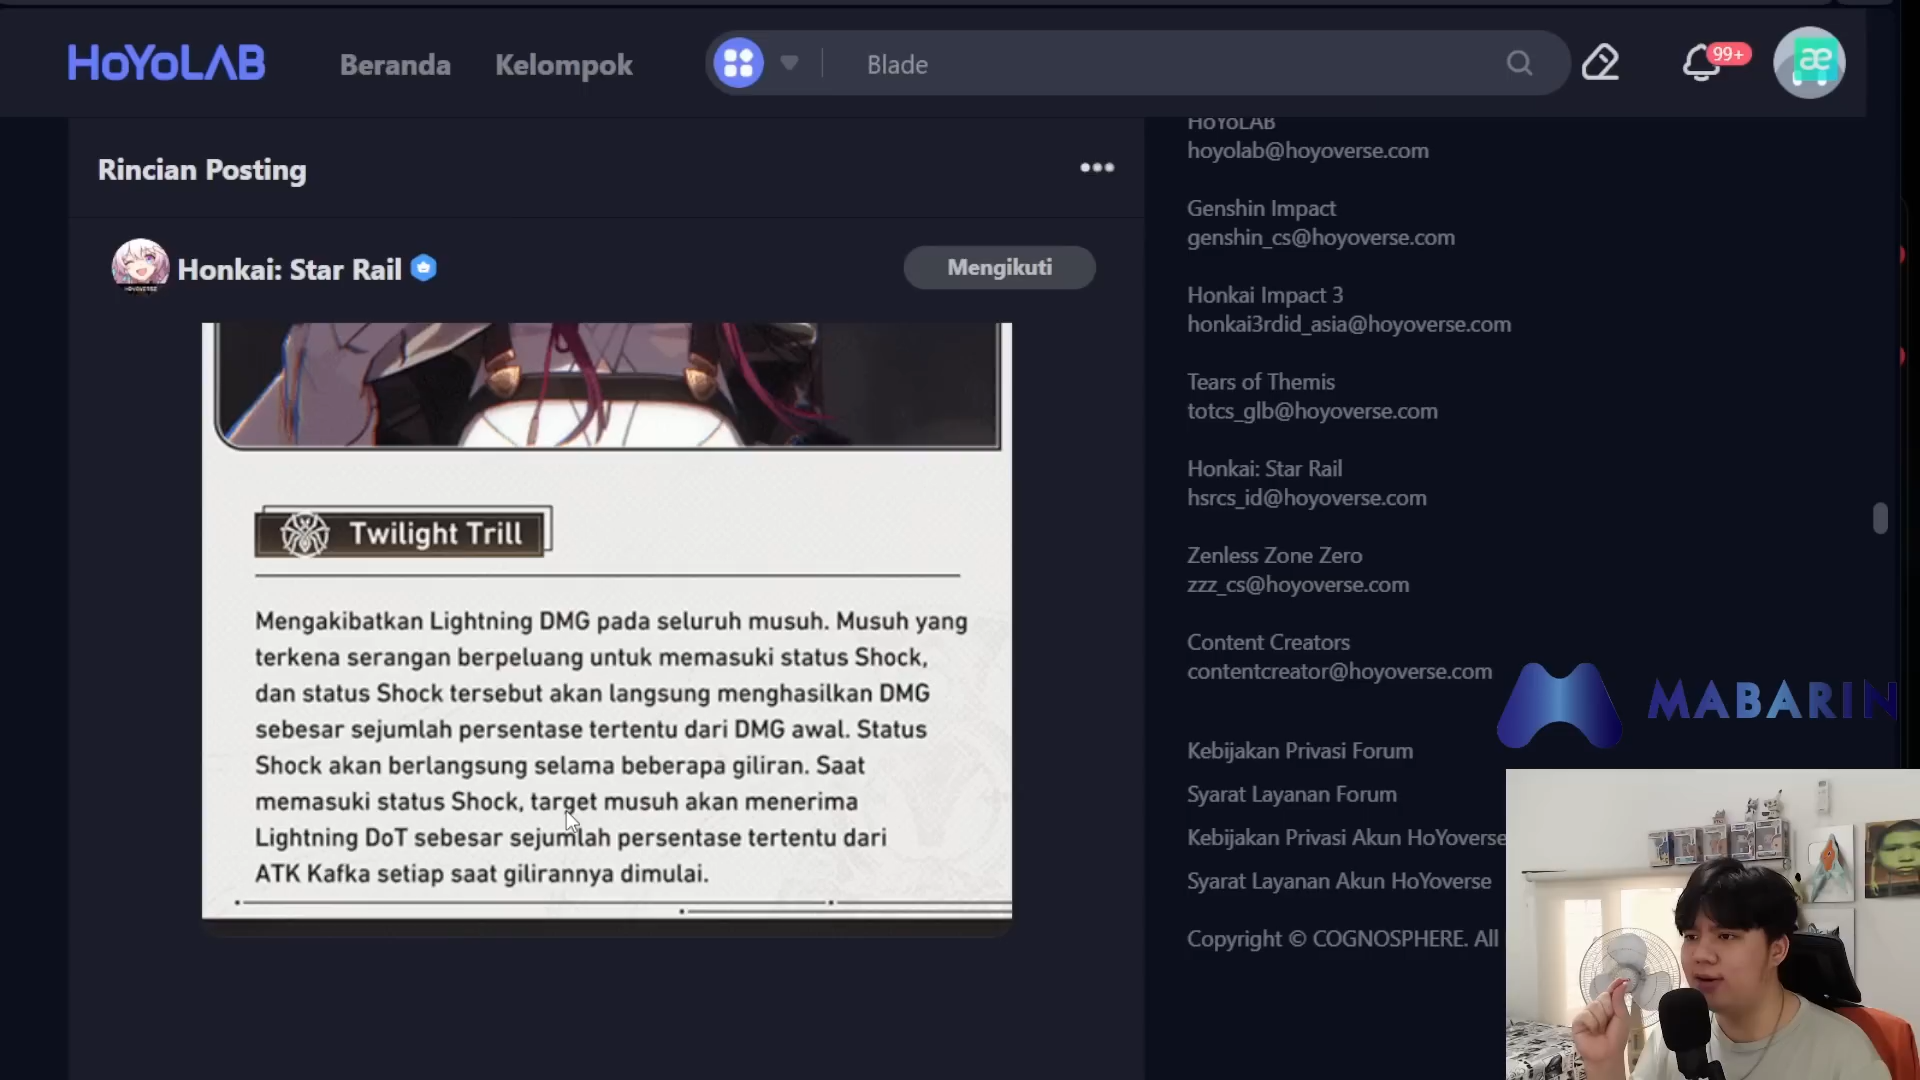 HoYoLAB
Beranda
Kelompok
Blade
99+
æ
Rincian Posting
Honkai: Star Rail
Mengikuti
Twilight Trill
Mengakibatkan Lightning DMG pada seluruh musuh. Musuh yang
terkena serangan berpeluang untuk memasuki status Shock,
dan status Shock tersebut akan langsung menghasilkan DMG
sebesar sejumlah persentase tertentu dari DMG awal. Status
Shock akan berlangsung selama beberapa giliran. Saat
memasuki status Shock, target musuh akan menerima
Lightning DoT sebesar sejumlah persentase tertentu dari
ATK Kafka setiap saat gilirannya dimulai.
HoYoLAB
hoyolab@hoyoverse.com
Genshin Impact
genshin_cs@hoyoverse.com
Honkai Impact 3
honkai3rdid_asia@hoyoverse.com
Tears of Themis
totcs_glb@hoyoverse.com
Honkai: Star Rail
hsrcs_id@hoyoverse.com
Zenless Zone Zero
zzz_cs@hoyoverse.com
Content Creators
contentcreator@hoyoverse.com
MABARIN
Kebijakan Privasi Forum
Syarat Layanan Forum
Kebijakan Privasi Akun HoYoverse
Syarat Layanan Akun HoYoverse
Copyright © COGNOSPHERE. All